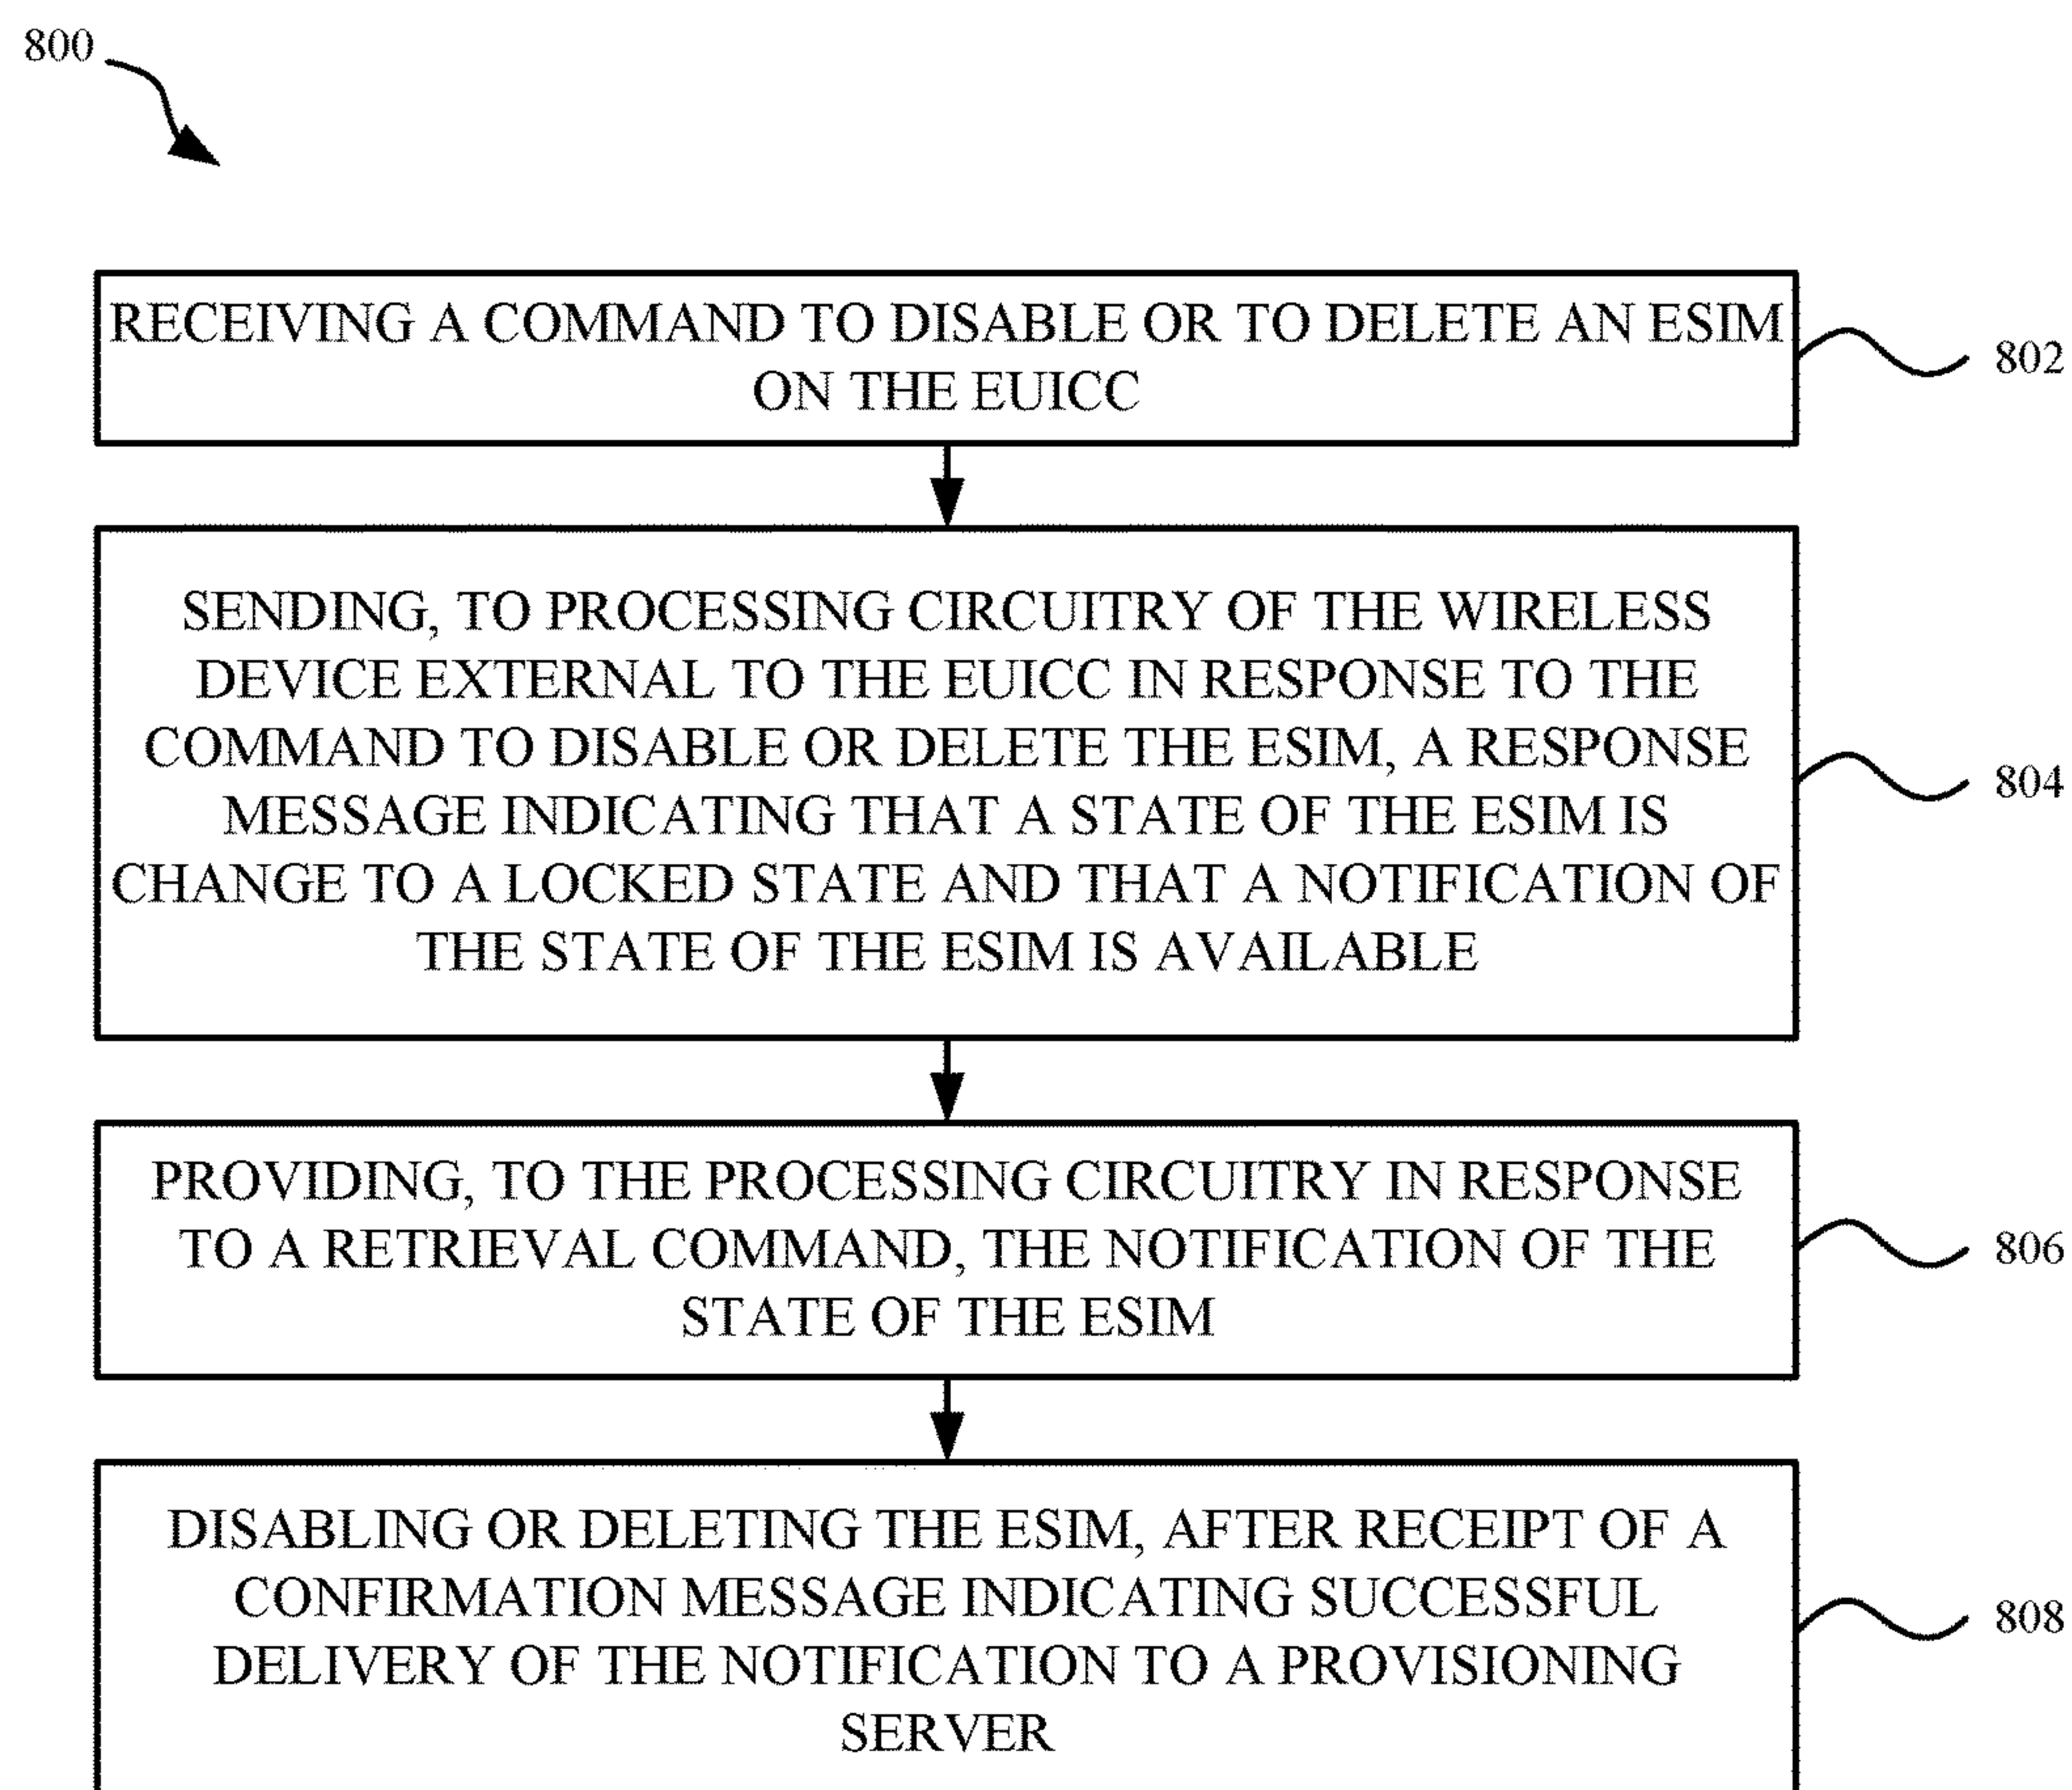 800
RECEIVING A COMMAND TO DISABLE OR TO DELETE AN ESIM
ON THE EUICC
802
SENDING, TO PROCESSING CIRCUITRY OF THE WIRELESS
DEVICE EXTERNAL TO THE EUICC IN RESPONSE TO THE
COMMAND TO DISABLE OR DELETE THE ESIM, A RESPONSE
MESSAGE INDICATING THAT A STATE OF THE ESIM IS
CHANGE TO A LOCKED STATE AND THAT A NOTIFICATION OF
THE STATE OF THE ESIM IS AVAILABLE
804
PROVIDING, TO THE PROCESSING CIRCUITRY IN RESPONSE
TO A RETRIEVAL COMMAND, THE NOTIFICATION OF THE
STATE OF THE ESIM
806
DISABLING OR DELETING THE ESIM, AFTER RECEIPT OF A
CONFIRMATION MESSAGE INDICATING SUCCESSFUL
DELIVERY OF THE NOTIFICATION TO A PROVISIONING
SERVER
808